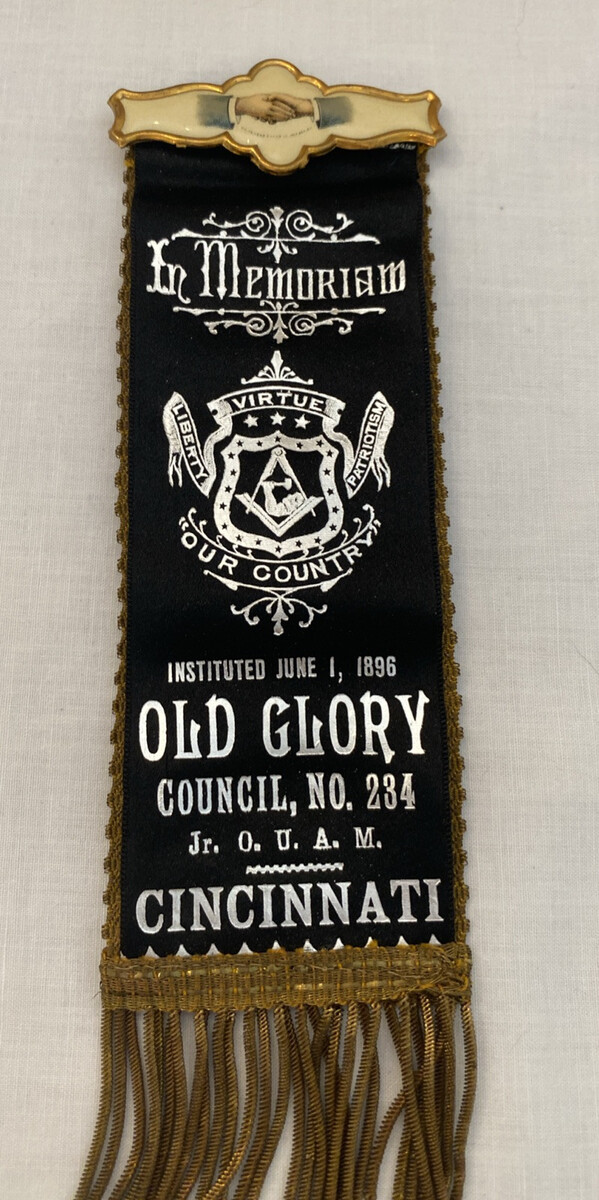 In Memoriam
VIRTUE
LIBERTY
PATRIOTISM
"OUR COUNTRY"
INSTITUTED JUNE 1, 1896
OLD GLORY
COUNCIL, NO. 234
Jr. O. U. A. M.
CINCINNATI